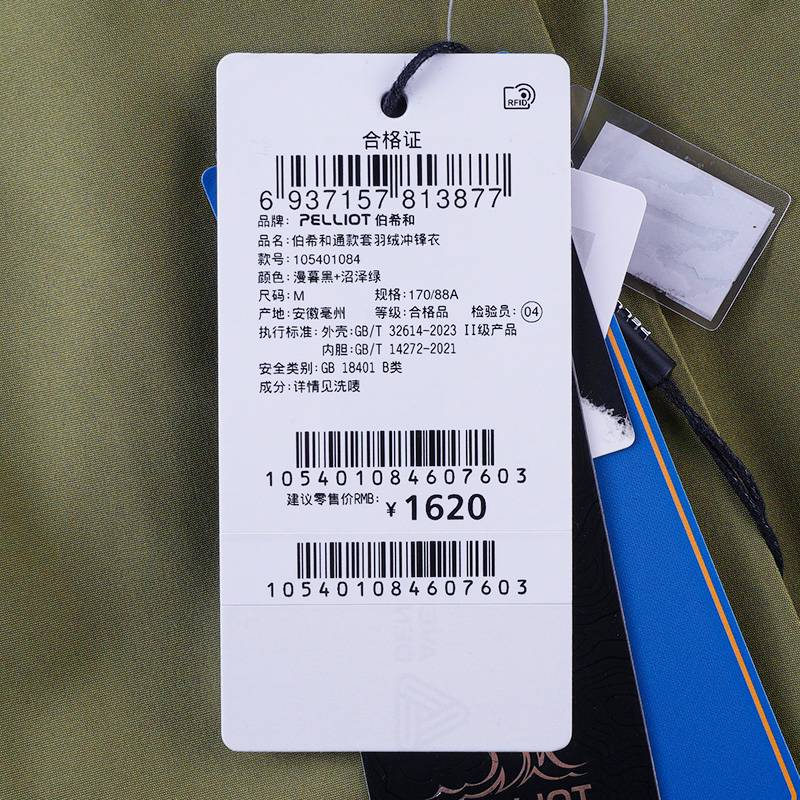 RFID
合格证
6 937157 813877
品牌: PELLIOT 伯希和
品名:伯希和通款套羽绒冲锋衣
款号:105401084
颜色:漫暮黑+沼泽绿
尺码:M 规格:170/88A
产地:安徽亳州 等级:合格品 检验员:04
执行标准:外壳:GB/T 32614-2023 II级产品
内胆:GB/T 14272-2021
安全类别:GB 18401 B类
成分:详情见洗唛
105401084607603
建议零售价RMB:
¥ 1620
105401084607603
PELLIOT